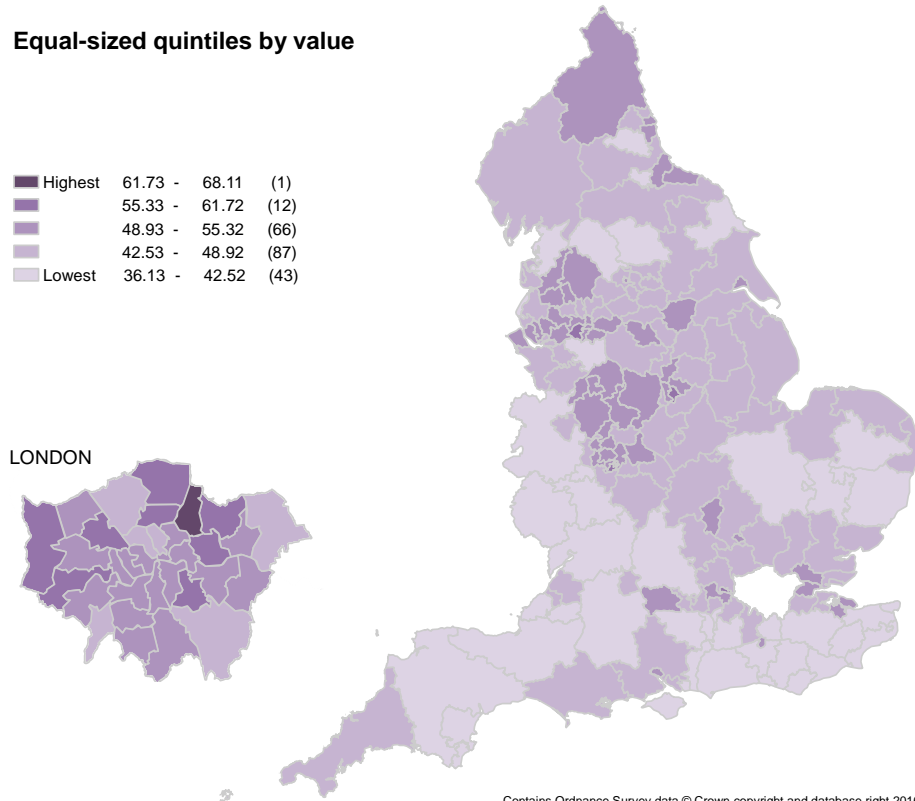 Equal-sized quintiles by value
Highest 61.73 - 68.11 (1)
55.33 - 61.72 (12)
48.93 - 55.32 (66)
42.53 - 48.92 (87)
Lowest 36.13 - 42.52 (43)
LONDON
Contains Ordnance Survey data © Crown copyright and database right